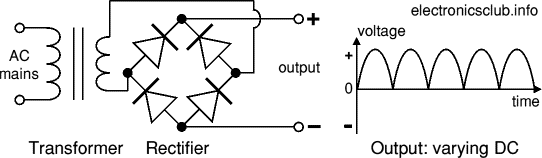 electronicsclub.info
voltage
AC
mains
+
output
+
0
time
−
-
Transformer
Rectifier
Output: varying DC